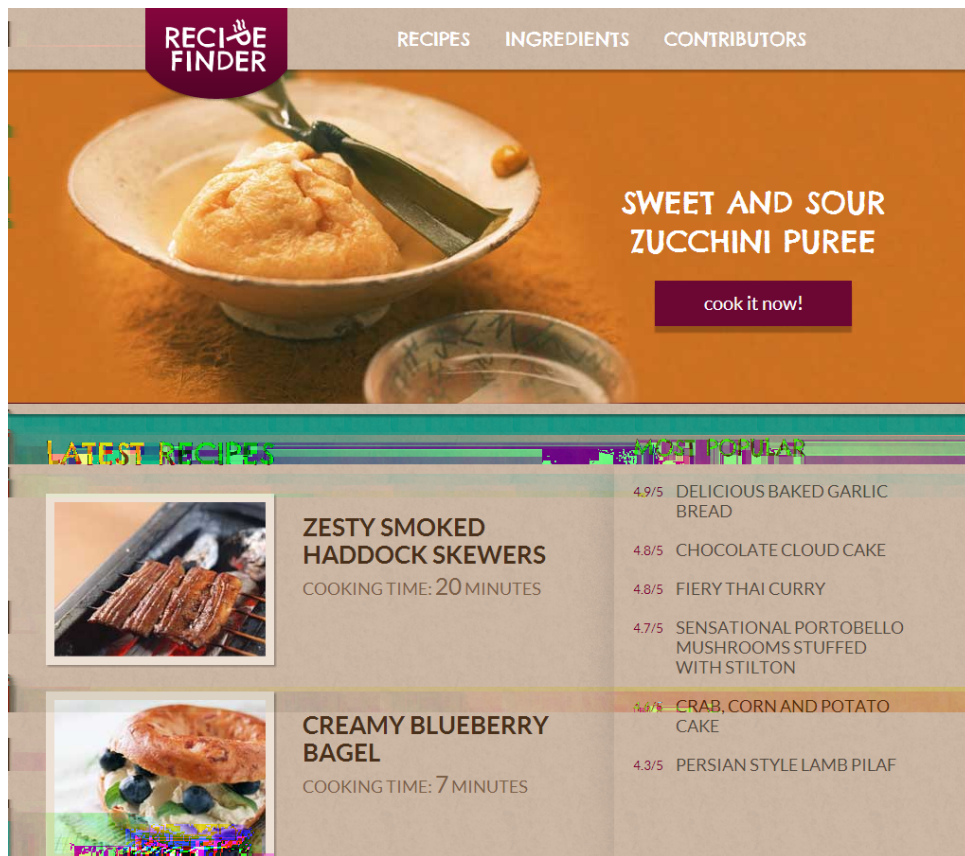 RECIPE
FINDER
RECIPES INGREDIENTS CONTRIBUTORS
SWEET AND SOUR
ZUCCHINI PUREE
cook it now!
LATEST RECIPES
ZESTY SMOKED
HADDOCK SKEWERS
COOKING TIME: 20 MINUTES
CREAMY BLUEBERRY
BAGEL
COOKING TIME: 7 MINUTES
MOST POPULAR
4.9/5 DELICIOUS BAKED GARLIC
BREAD
4.8/5 CHOCOLATE CLOUD CAKE
4.8/5 FIERY THAI CURRY
4.7/5 SENSATIONAL PORTOBELLO
MUSHROOMS STUFFED
WITH STILTON
CRAB, CORN AND POTATO
CAKE
4.3/5 PERSIAN STYLE LAMB PILAF